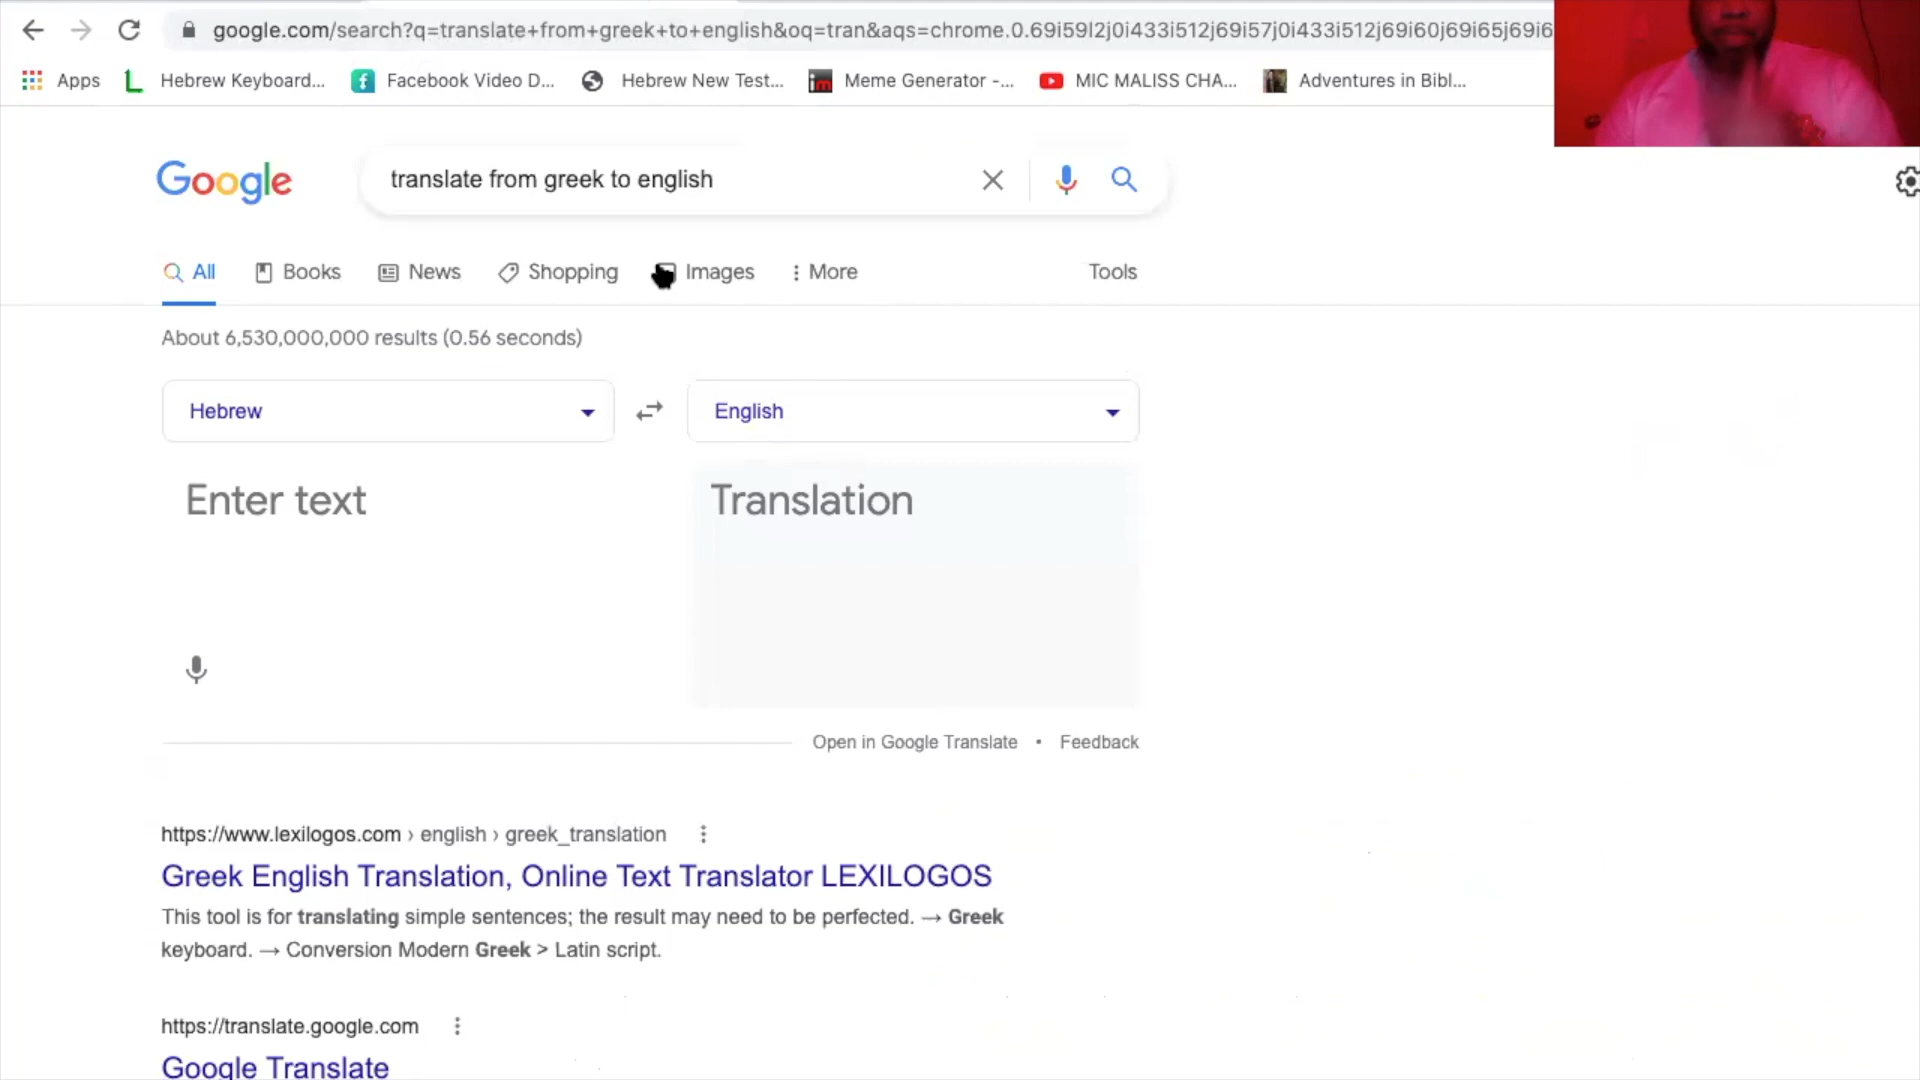 google.com/search?q=translate+from+greek+to+english&oq=tran&aqs=chrome.0.69i59l2j0i433i512j69i57j0i433i512j69i60j69i65j69i6
Apps Hebrew Keyboard... Facebook Video D... Hebrew New Test... Meme Generator -... MIC MALISS CHA... Adventures in Bibl...
Google translate from greek to english
All Books News Shopping Images More Tools
About 6,530,000,000 results (0.56 seconds)
Hebrew English
Enter text Translation
Open in Google Translate • Feedback
https://www.lexilogos.com › english › greek_translation
Greek English Translation, Online Text Translator LEXILOGOS
This tool is for translating simple sentences; the result may need to be perfected. → Greek
keyboard. → Conversion Modern Greek > Latin script.
https://translate.google.com
Google Translate